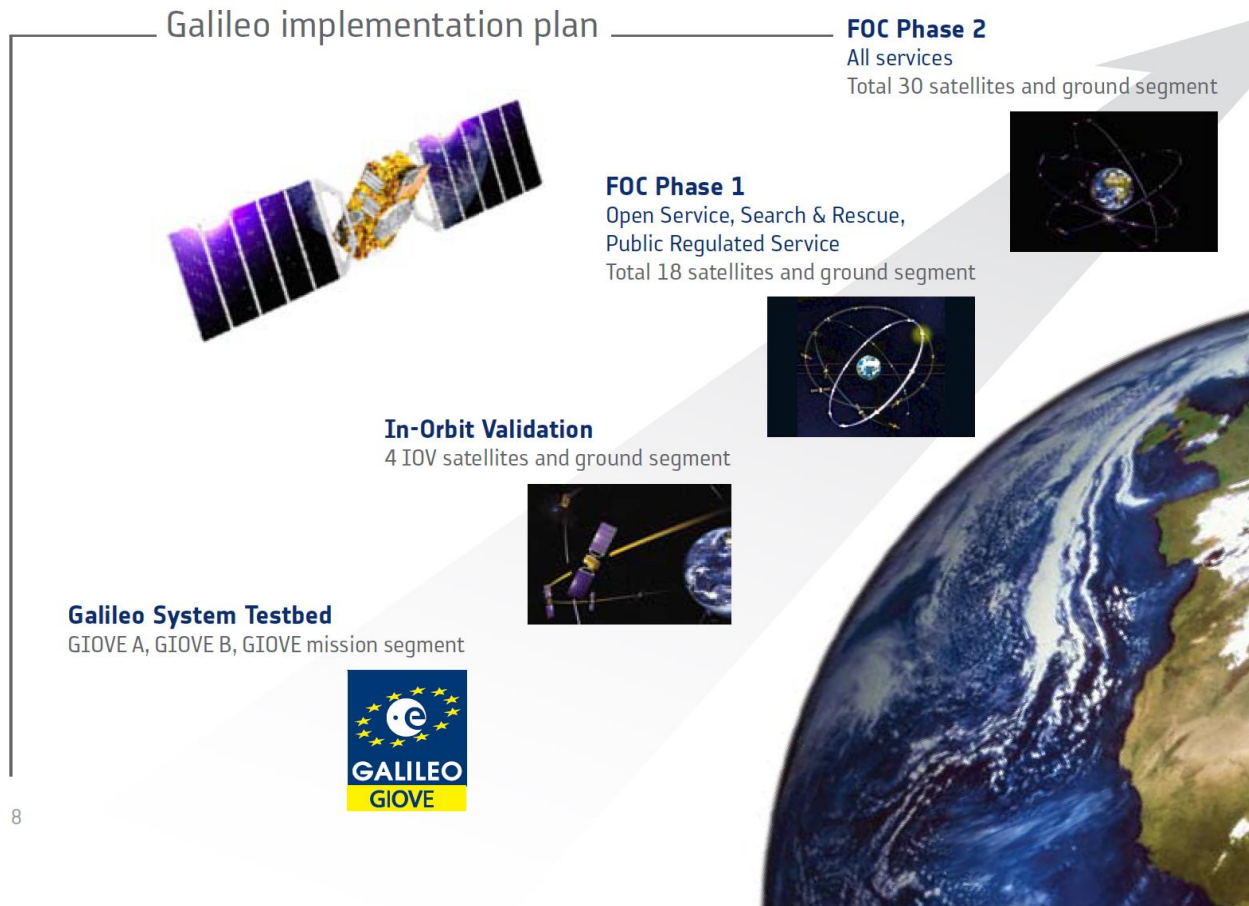 Galileo implementation plan
FOC Phase 2
All services
Total 30 satellites and ground segment
FOC Phase 1
Open Service, Search & Rescue,
Public Regulated Service
Total 18 satellites and ground segment
In-Orbit Validation
4 IOV satellites and ground segment
Galileo System Testbed
GIOVE A, GIOVE B, GIOVE mission segment
e
GALILEO
GIOVE
8